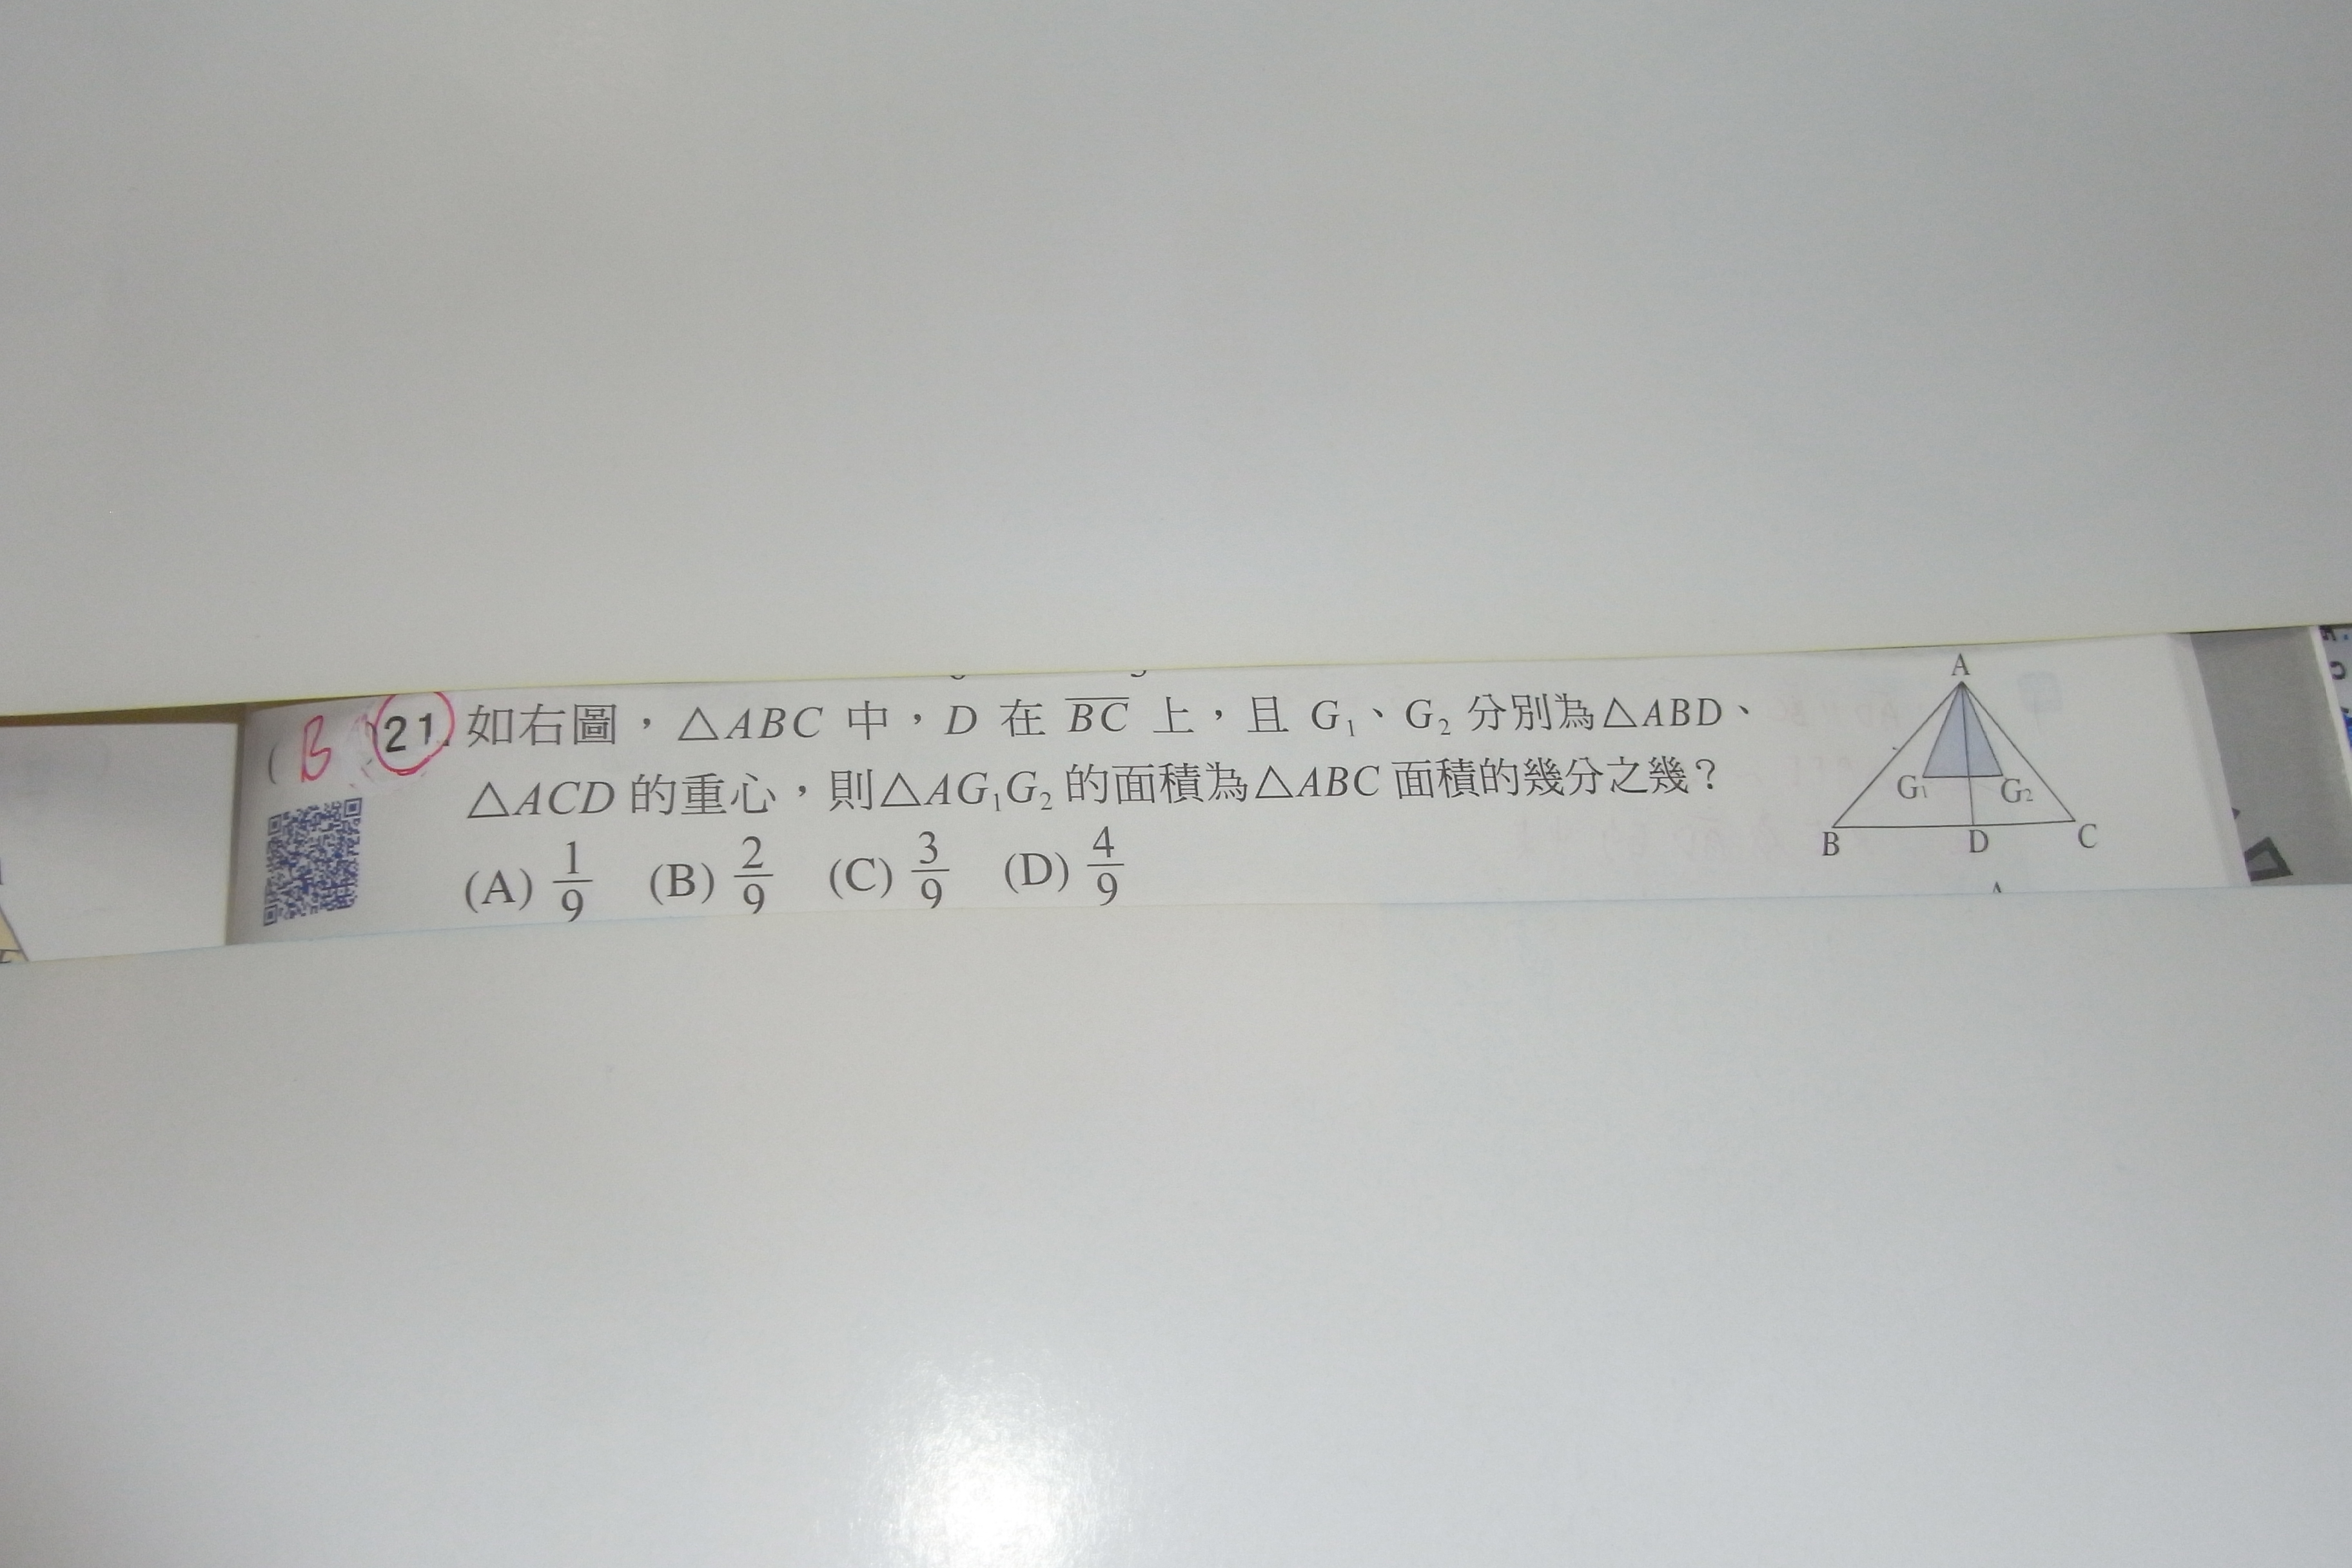 ( B ) 21. 如右圖，△ABC 中，D 在 BC 上，且 G₁、G₂ 分別為△ABD、
△ACD 的重心，則△AG₁G₂ 的面積為△ABC 面積的幾分之幾？
(A) 1/9 (B) 2/9 (C) 3/9 (D) 4/9
A
G₁ G₂
B D C